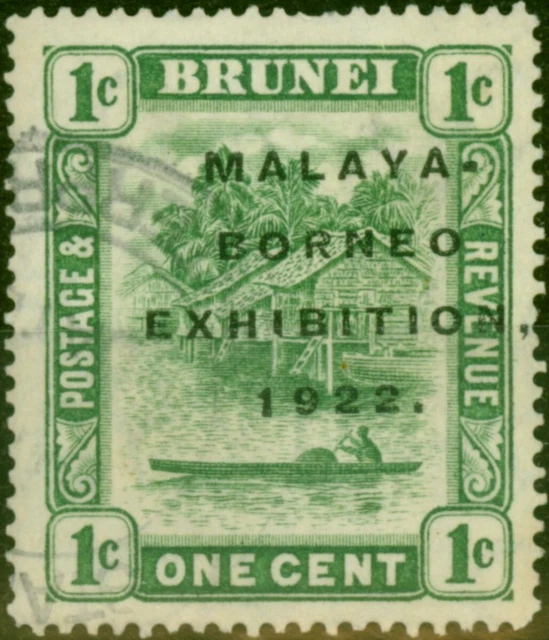 1c BRUNEI 1c
MALAYA-
BORNEO
EXHIBITION,
1922.
POSTAGE &
REVENUE
1c ONE CENT 1c